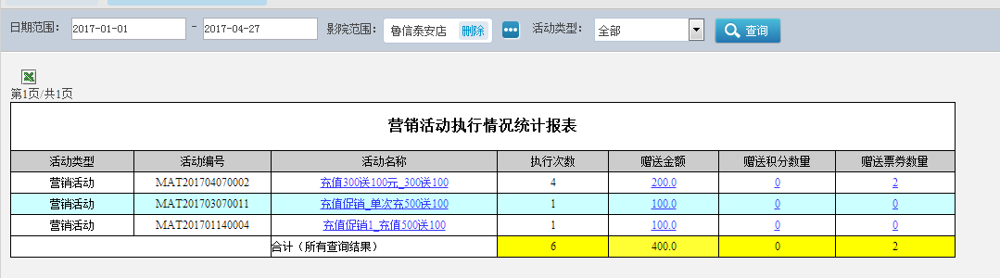 日期范围： 2017-01-01 - 2017-04-27 影院范围： 鲁信泰安店 删除 活动类型： 全部 查询
第1页/共1页
营销活动执行情况统计报表
活动类型 活动编号 活动名称 执行次数 赠送金额 赠送积分数量 赠送票券数量
营销活动 MAT201704070002 充值300送100元_300送100 4 200.0 0 2
营销活动 MAT201703070011 充值促销_单次充500送100 1 100.0 0 0
营销活动 MAT201701140004 充值促销1_充值500送100 1 100.0 0 0
合计（所有查询结果） 6 400.0 0 2